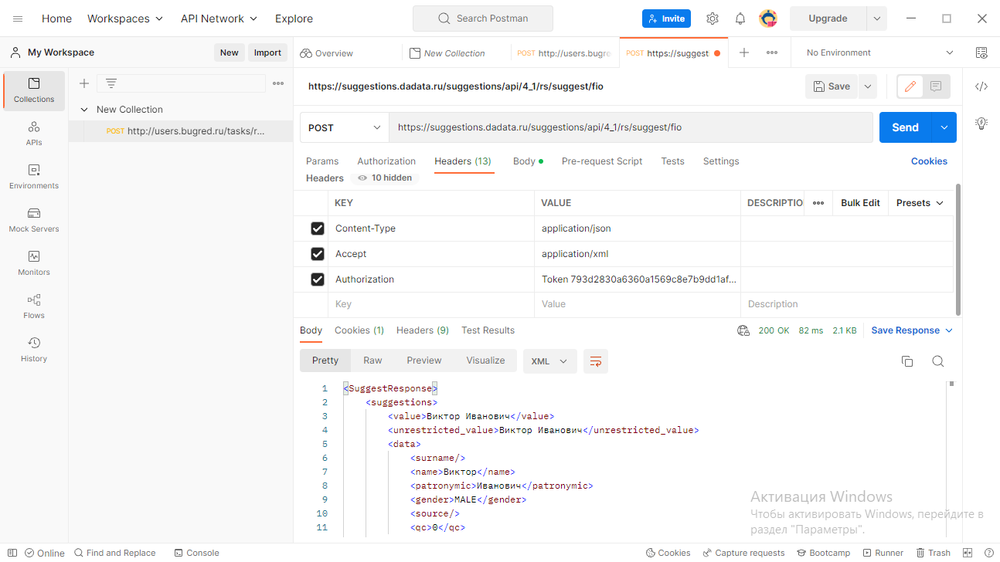 Home Workspaces API Network Explore Search Postman Invite Upgrade
My Workspace New Import Overview New Collection POST http://users.bugre POST https://suggest No Environment
Collections
APIs
Environments
Mock Servers
Monitors
Flows
History
New Collection
POST http://users.bugred.ru/tasks/r...
https://suggestions.dadata.ru/suggestions/api/4_1/rs/suggest/fio Save
POST https://suggestions.dadata.ru/suggestions/api/4_1/rs/suggest/fio Send
Params Authorization Headers (13) Body Pre-request Script Tests Settings Cookies
Headers 10 hidden
KEY VALUE DESCRIPTIO Bulk Edit Presets
Content-Type application/json
Accept application/xml
Authorization Token 793d2830a6360a1569c8e7b9dd1af...
Key Value Description
Body Cookies (1) Headers (9) Test Results 200 OK 82 ms 2.1 KB Save Response
Pretty Raw Preview Visualize XML
1 <SuggestResponse>
2 <suggestions>
3 <value>Виктор Иванович</value>
4 <unrestricted_value>Виктор Иванович</unrestricted_value>
5 <data>
6 <surname/>
7 <name>Виктор</name>
8 <patronymic>Иванович</patronymic>
9 <gender>MALE</gender>
10 <source/>
11 <qc>0</qc>
Активация Windows
Чтобы активировать Windows, перейдите в
раздел "Параметры".
Online Find and Replace Console Cookies Capture requests Bootcamp Runner Trash